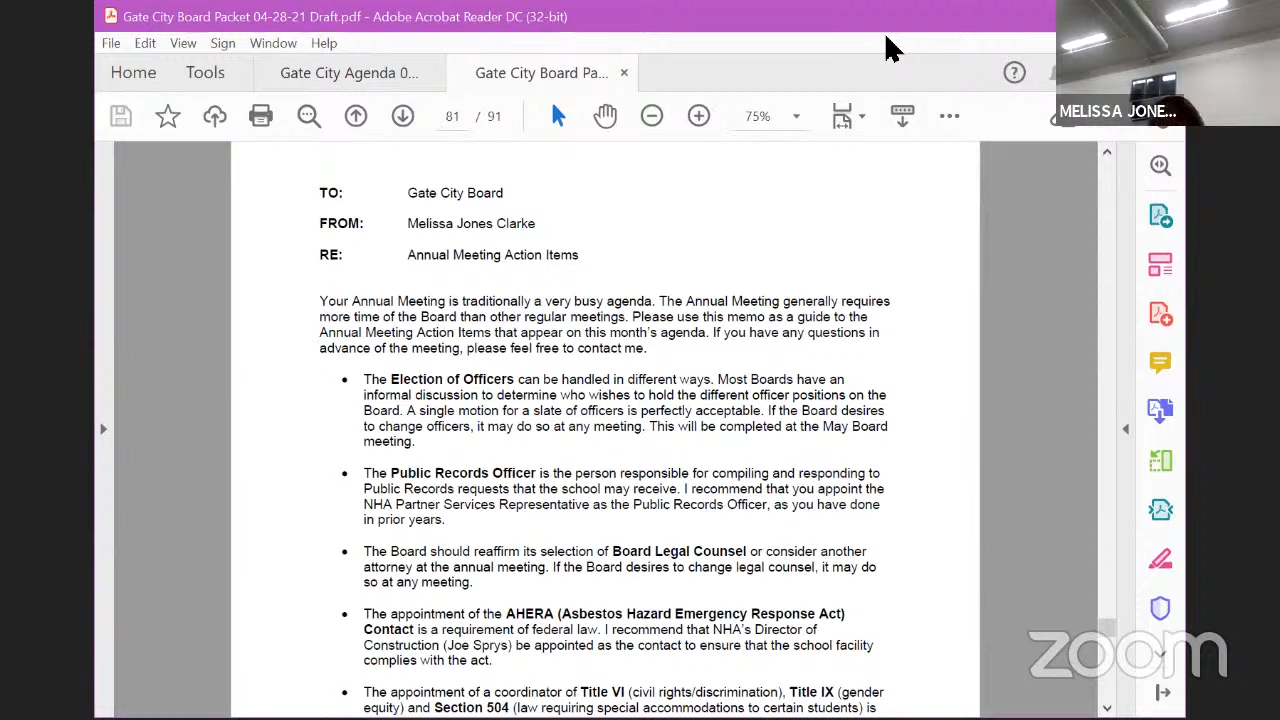 Gate City Board Packet 04-28-21 Draft.pdf - Adobe Acrobat Reader DC (32-bit)
File Edit View Sign Window Help
Home Tools Gate City Agenda 0... Gate City Board Pa... ×
81 / 91 75%
MELISSA JONE...
TO: Gate City Board
FROM: Melissa Jones Clarke
RE: Annual Meeting Action Items
Your Annual Meeting is traditionally a very busy agenda. The Annual Meeting generally requires
more time of the Board than other regular meetings. Please use this memo as a guide to the
Annual Meeting Action Items that appear on this month's agenda. If you have any questions in
advance of the meeting, please feel free to contact me.
• The Election of Officers can be handled in different ways. Most Boards have an
informal discussion to determine who wishes to hold the different officer positions on the
Board. A single motion for a slate of officers is perfectly acceptable. If the Board desires
to change officers, it may do so at any meeting. This will be completed at the May Board
meeting.
• The Public Records Officer is the person responsible for compiling and responding to
Public Records requests that the school may receive. I recommend that you appoint the
NHA Partner Services Representative as the Public Records Officer, as you have done
in prior years.
• The Board should reaffirm its selection of Board Legal Counsel or consider another
attorney at the annual meeting. If the Board desires to change legal counsel, it may do
so at any meeting.
• The appointment of the AHERA (Asbestos Hazard Emergency Response Act)
Contact is a requirement of federal law. I recommend that NHA's Director of
Construction (Joe Sprys) be appointed as the contact to ensure that the school facility
complies with the act.
• The appointment of a coordinator of Title VI (civil rights/discrimination), Title IX (gender
equity) and Section 504 (law requiring special accommodations to certain students) is
zoom